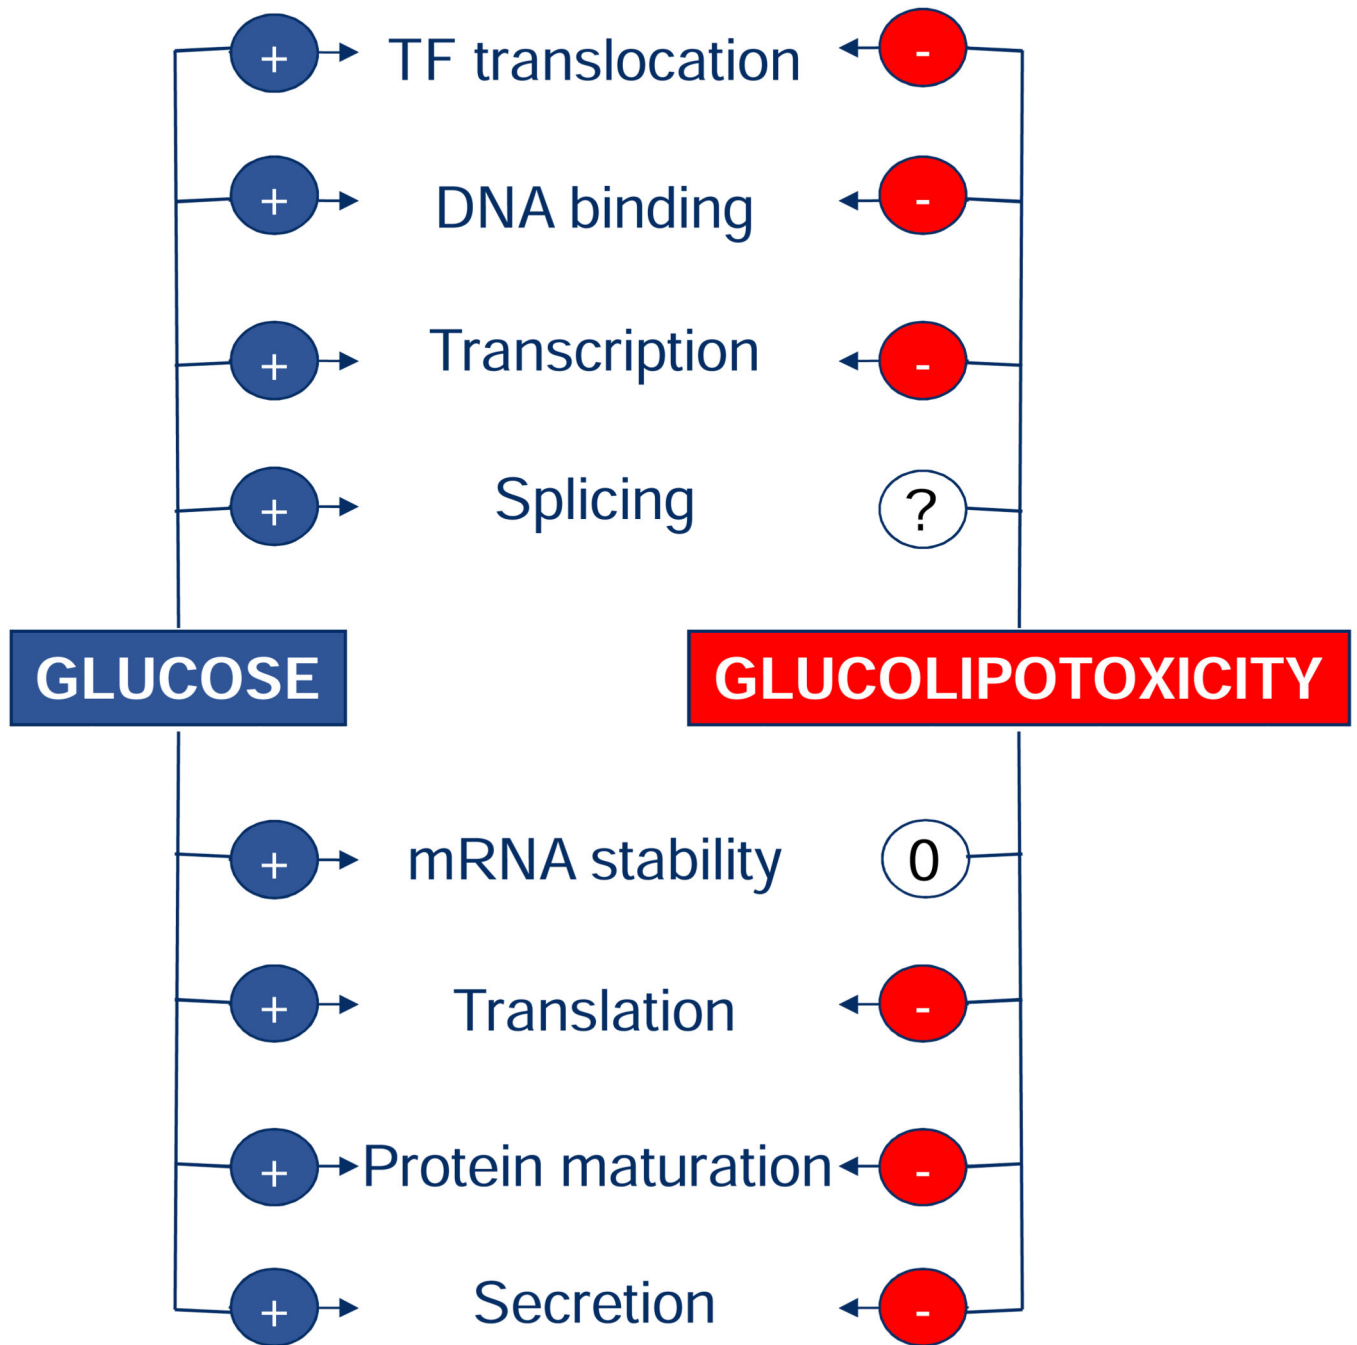 + TF translocation -
+ DNA binding -
+ Transcription -
+ Splicing ?
GLUCOSE GLUCOLIPOTOXICITY
+ mRNA stability 0
+ Translation -
+ Protein maturation -
+ Secretion -